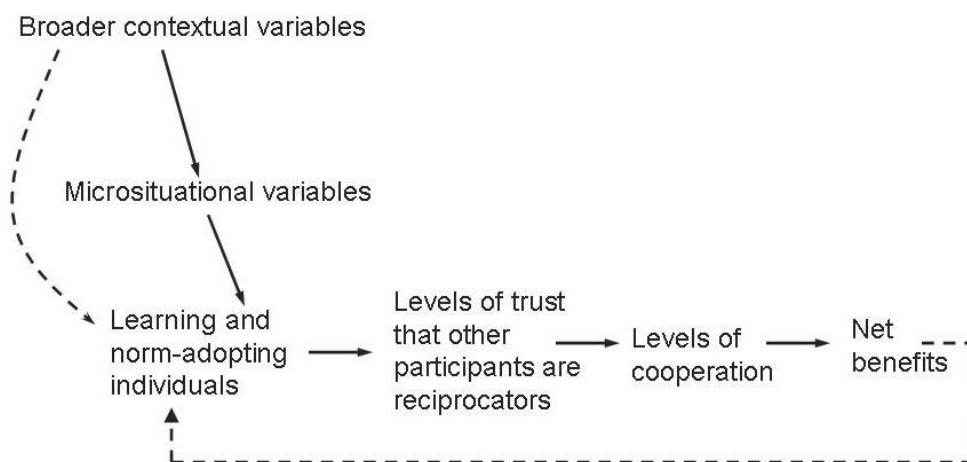 Broader contextual variables
Microsituational variables
Learning and
norm-adopting
individuals
Levels of trust
that other
participants are
reciprocators
Levels of
cooperation
Net
benefits